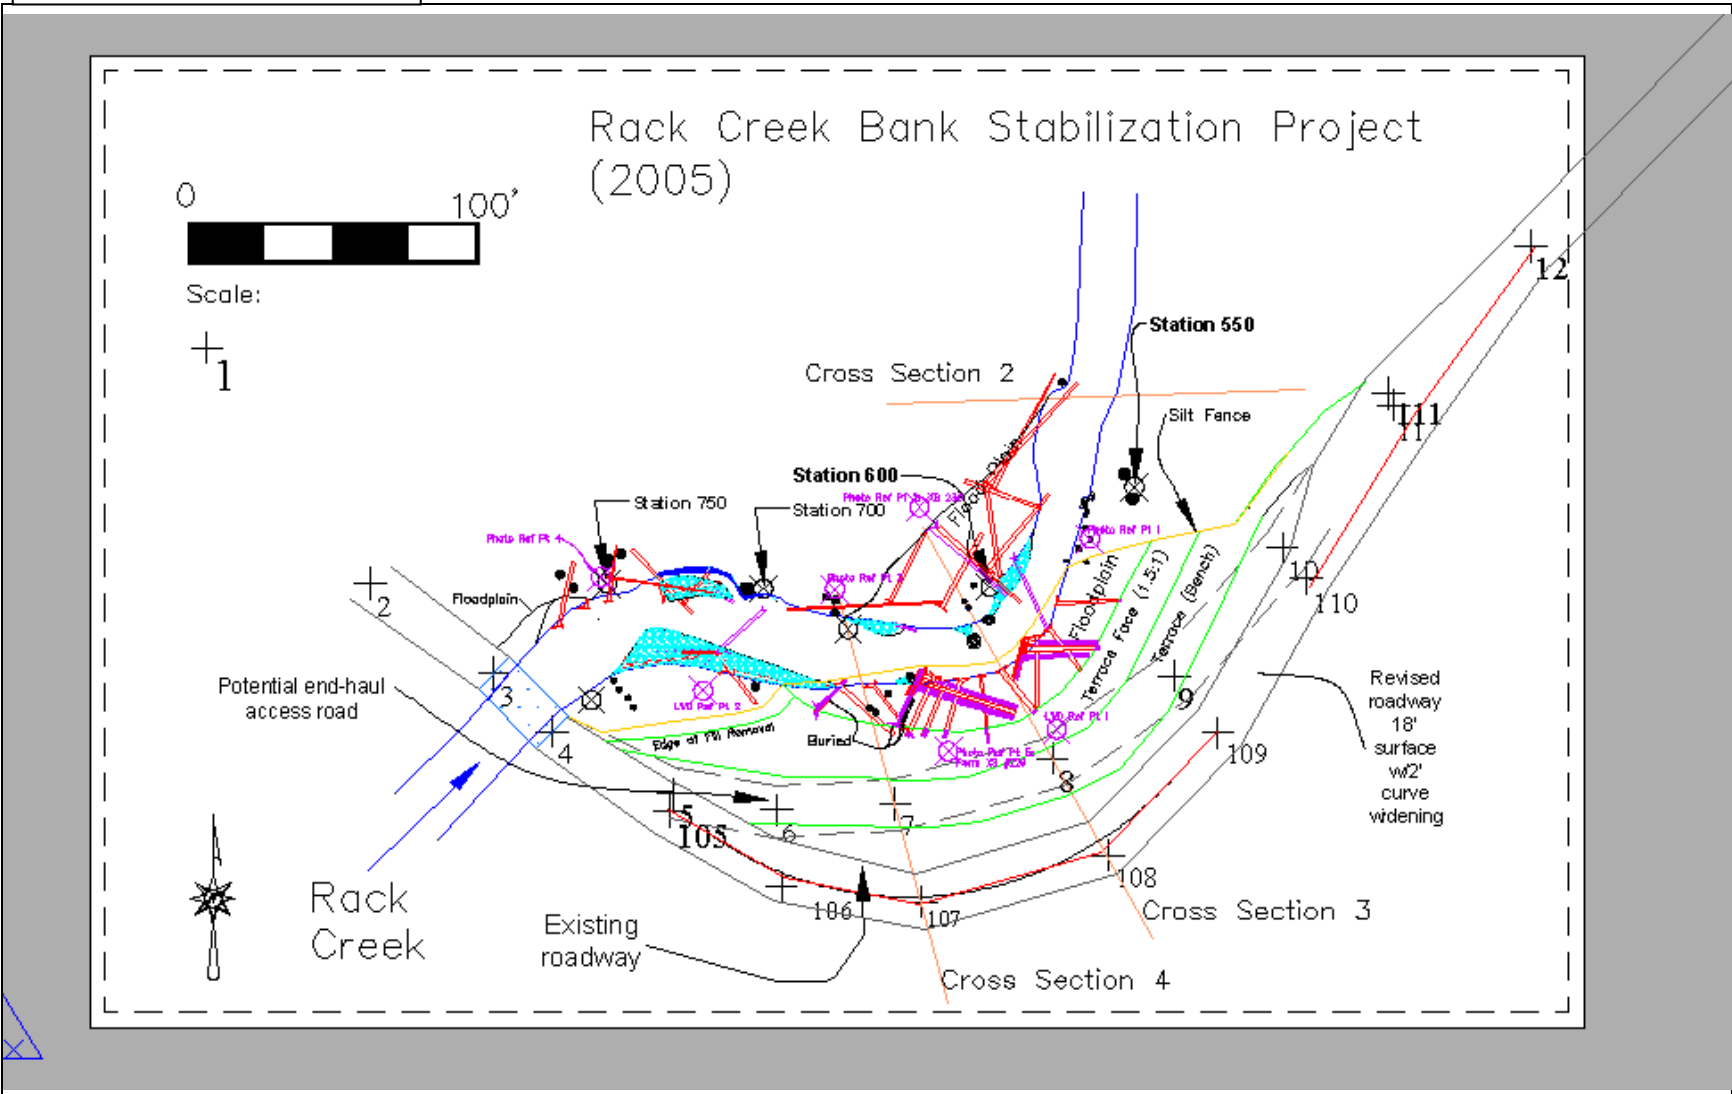 Rack Creek Bank Stabilization Project
(2005)
0
100'
Scale:
1
Station 550
Cross Section 2
Silt Fence
Station 600
Station 750
Station 700
Photo Ref Pt 4
Photo Ref Pt 3
Photo Ref Pt 1
Flood Plain
Floodplain
Floodplain
Terrace Face (1.5:1)
Terrace (Bench)
2
3
4
5
105
6
106
7
107
8
108
9
109
10
110
11
111
12
Potential end-haul
access road
Edge of Fill Removal
Buried
LWD Ref Pt 2
LWD Ref Pt 1
Revised
roadway
18'
surface
w/2'
curve
widening
Rack
Creek
Existing
roadway
Cross Section 3
Cross Section 4